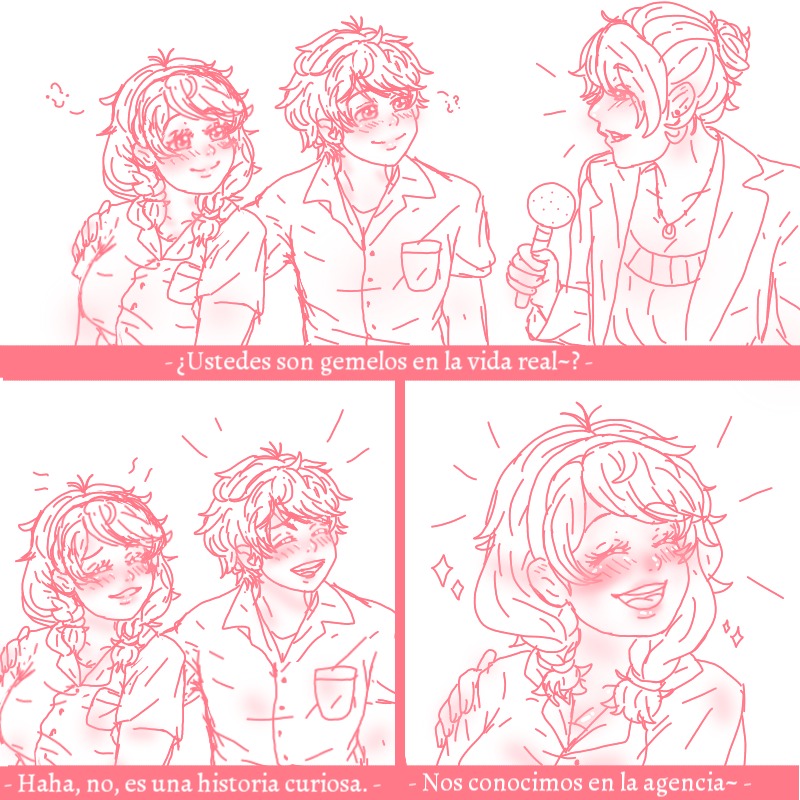 ?
?
- ¿Ustedes son gemelos en la vida real~? -
- Haha, no, es una historia curiosa. -
- Nos conocimos en la agencia~ -